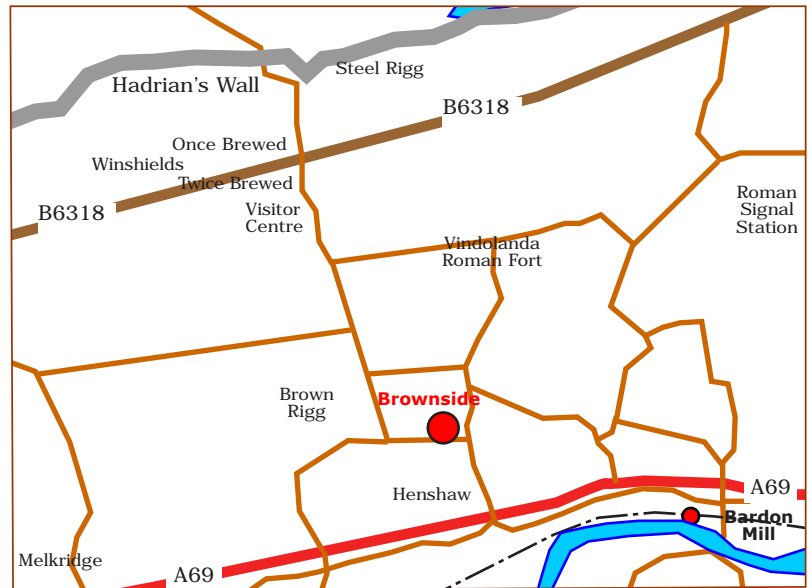 Steel Rigg
Hadrian's Wall
B6318
Once Brewed
Winshields
Twice Brewed
Roman
Signal
Station
B6318
Visitor
Centre
Vindolanda
Roman Fort
Brown
Rigg
Brownside
Henshaw
A69
Bardon
Mill
Melkridge
A69